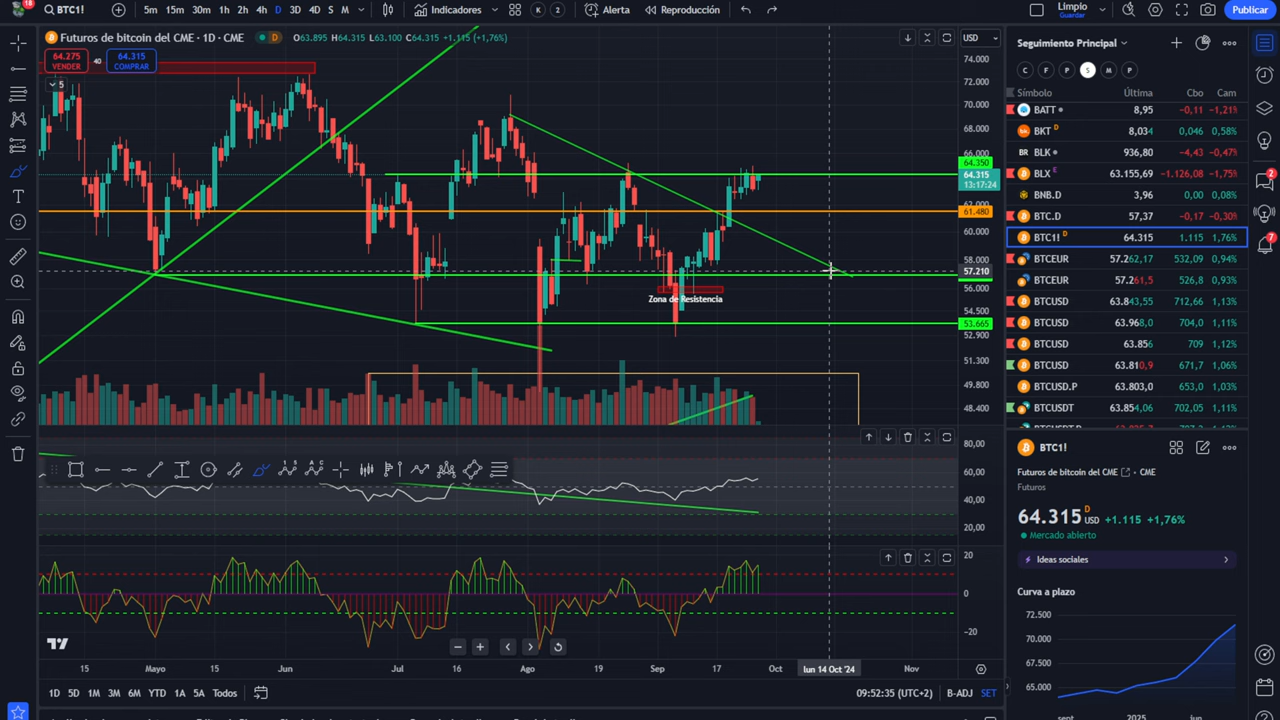 18
BTC1!
5m 15m 30m 1h 2h 4h D 3D 4D S M
Indicadores
K 2
Alerta
Reproducción
Limpio
Guardar
Publicar
Futuros de bitcoin del CME · 1D · CME
D
O63.895 H64.315 L63.100 C64.315 +1.115 (+1,76%)
USD
64.275
VENDER
40
64.315
COMPRAR
5
74.000
72.000
70.000
68.000
66.000
64.350
64.315
13:17:24
62.000
61.480
60.000
58.000
57.210
56.000
54.500
53.665
52.900
51.300
49.800
48.400
Zona de Resistencia
80,00
60,00
40,00
20,00
20
0
−20
15 Mayo 15 Jun Jul 16 Ago 19 Sep 17 Oct lun 14 Oct '24 Nov
1D 5D 1M 3M 6M YTD 1A 5A Todos
09:52:35 (UTC+2) B-ADJ SET
Seguimiento Principal
C F P S M P
Símbolo Última Cbo Cam
BATT 8,95 −0,11 −1,21%
BKT D 8,034 0,046 0,58%
BR BLK 936,80 −4,43 −0,47%
BLX E 63.155,69 −1.126,08 −1,75%
BNB.D 3,96 0,00 0,08%
BTC.D 57,37 −0,17 −0,30%
BTC1! D 64.315 1.115 1,76%
BTCEUR 57.262,17 532,09 0,94%
BTCEUR 57.261,5 528,8 0,93%
BTCUSD 63.843,55 712,66 1,13%
BTCUSD 63.968,0 704,0 1,11%
BTCUSD 63.856 709 1,12%
BTCUSD 63.810,9 671,7 1,06%
BTCUSD.P 63.803,0 653,0 1,03%
BTCUSDT 63.854,06 702,05 1,11%
BTC1!
Futuros de bitcoin del CME · CME
Futuros
64.315 D USD +1.115 +1,76%
Mercado abierto
Ideas sociales
Curva a plazo
72.500
70.000
67.500
65.000
sept 2025 jun
2
7